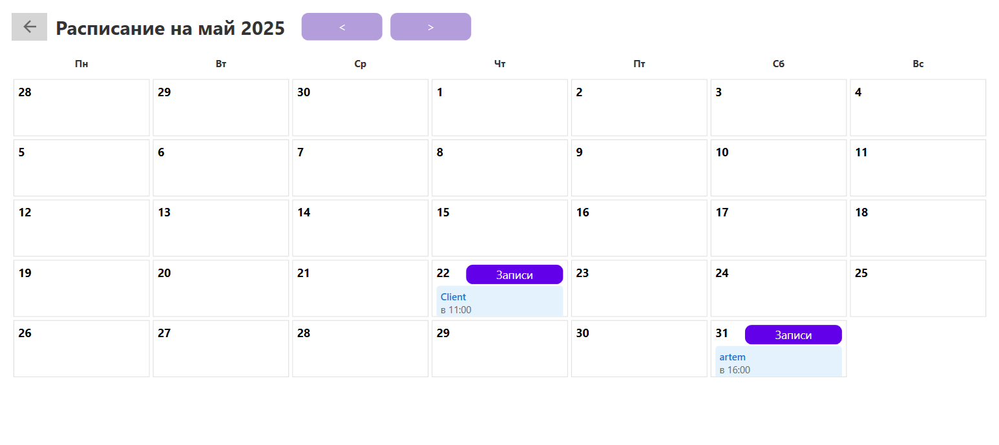 Расписание на май 2025 < >
Пн Вт Ср Чт Пт Сб Вс
28 29 30 1 2 3 4
5 6 7 8 9 10 11
12 13 14 15 16 17 18
19 20 21 22 Записи 23 24 25
Client
в 11:00
26 27 28 29 30 31 Записи
artem
в 16:00